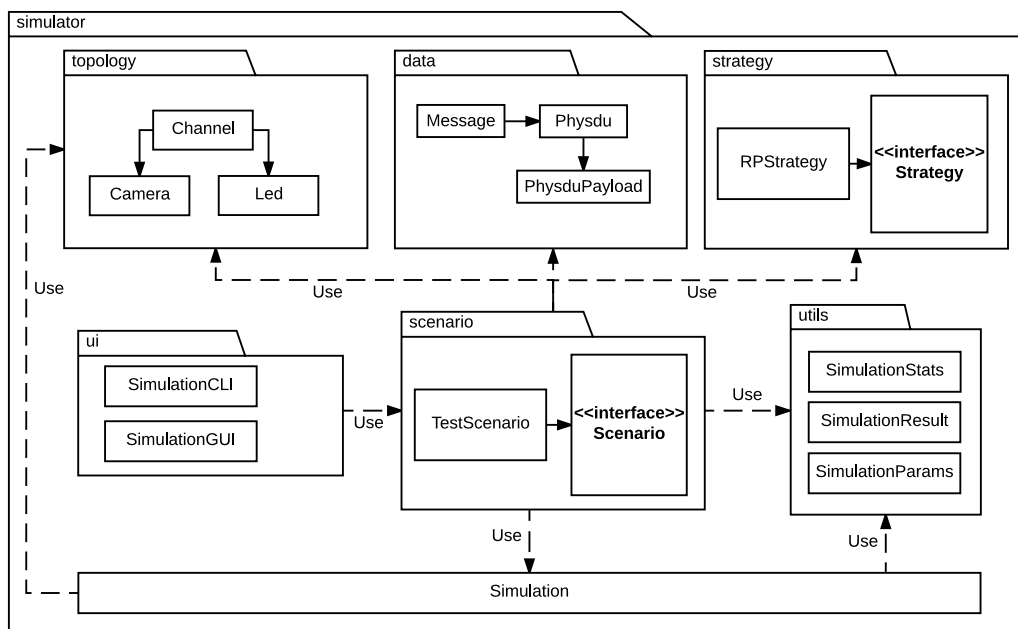 simulator
topology
data
strategy
Channel
Camera
Led
Message
Physdu
PhysduPayload
RPStrategy
<<interface>>
Strategy
Use
Use
Use
ui
SimulationCLI
SimulationGUI
Use
scenario
TestScenario
<<interface>>
Scenario
Use
utils
SimulationStats
SimulationResult
SimulationParams
Use
Use
Simulation